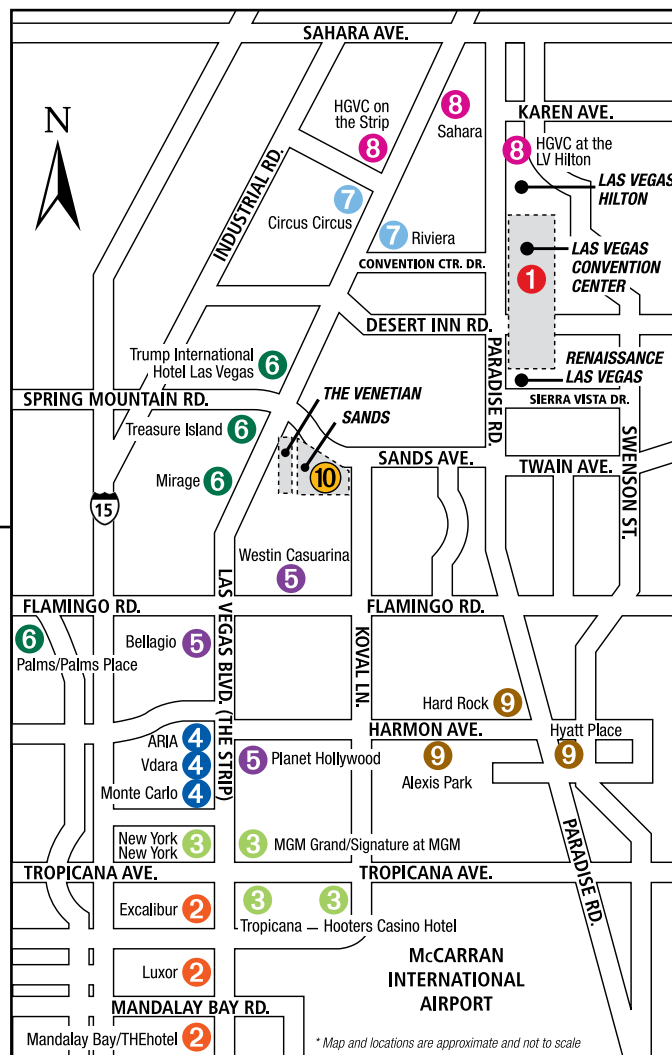 SAHARA AVE.
N
HGVC on
the Strip
8
8
Sahara
KAREN AVE.
8
HGVC at the
LV Hilton
LAS VEGAS
HILTON
INDUSTRIAL RD.
7
Circus Circus
7
Riviera
CONVENTION CTR. DR.
LAS VEGAS
CONVENTION
CENTER
1
DESERT INN RD.
PARADISE RD.
Trump International
Hotel Las Vegas
6
RENAISSANCE
LAS VEGAS
SPRING MOUNTAIN RD.
THE VENETIAN
SANDS
SIERRA VISTA DR.
Treasure Island
6
SANDS AVE.
TWAIN AVE.
SWENSON ST.
Mirage
6
10
15
Westin Casuarina
5
LAS VEGAS BLVD. (THE STRIP)
FLAMINGO RD.
FLAMINGO RD.
6
Palms/Palms Place
Bellagio
5
KOVAL LN.
Hard Rock
9
HARMON AVE.
Hyatt Place
9
ARIA
4
Vdara
4
Monte Carlo
4
5
Planet Hollywood
9
Alexis Park
PARADISE RD.
New York
New York
3
3
MGM Grand/Signature at MGM
TROPICANA AVE.
TROPICANA AVE.
Excalibur
2
3
Tropicana
3
Hooters Casino Hotel
Luxor
2
McCARRAN
INTERNATIONAL
AIRPORT
MANDALAY BAY RD.
Mandalay Bay/THEhotel
2
* Map and locations are approximate and not to scale